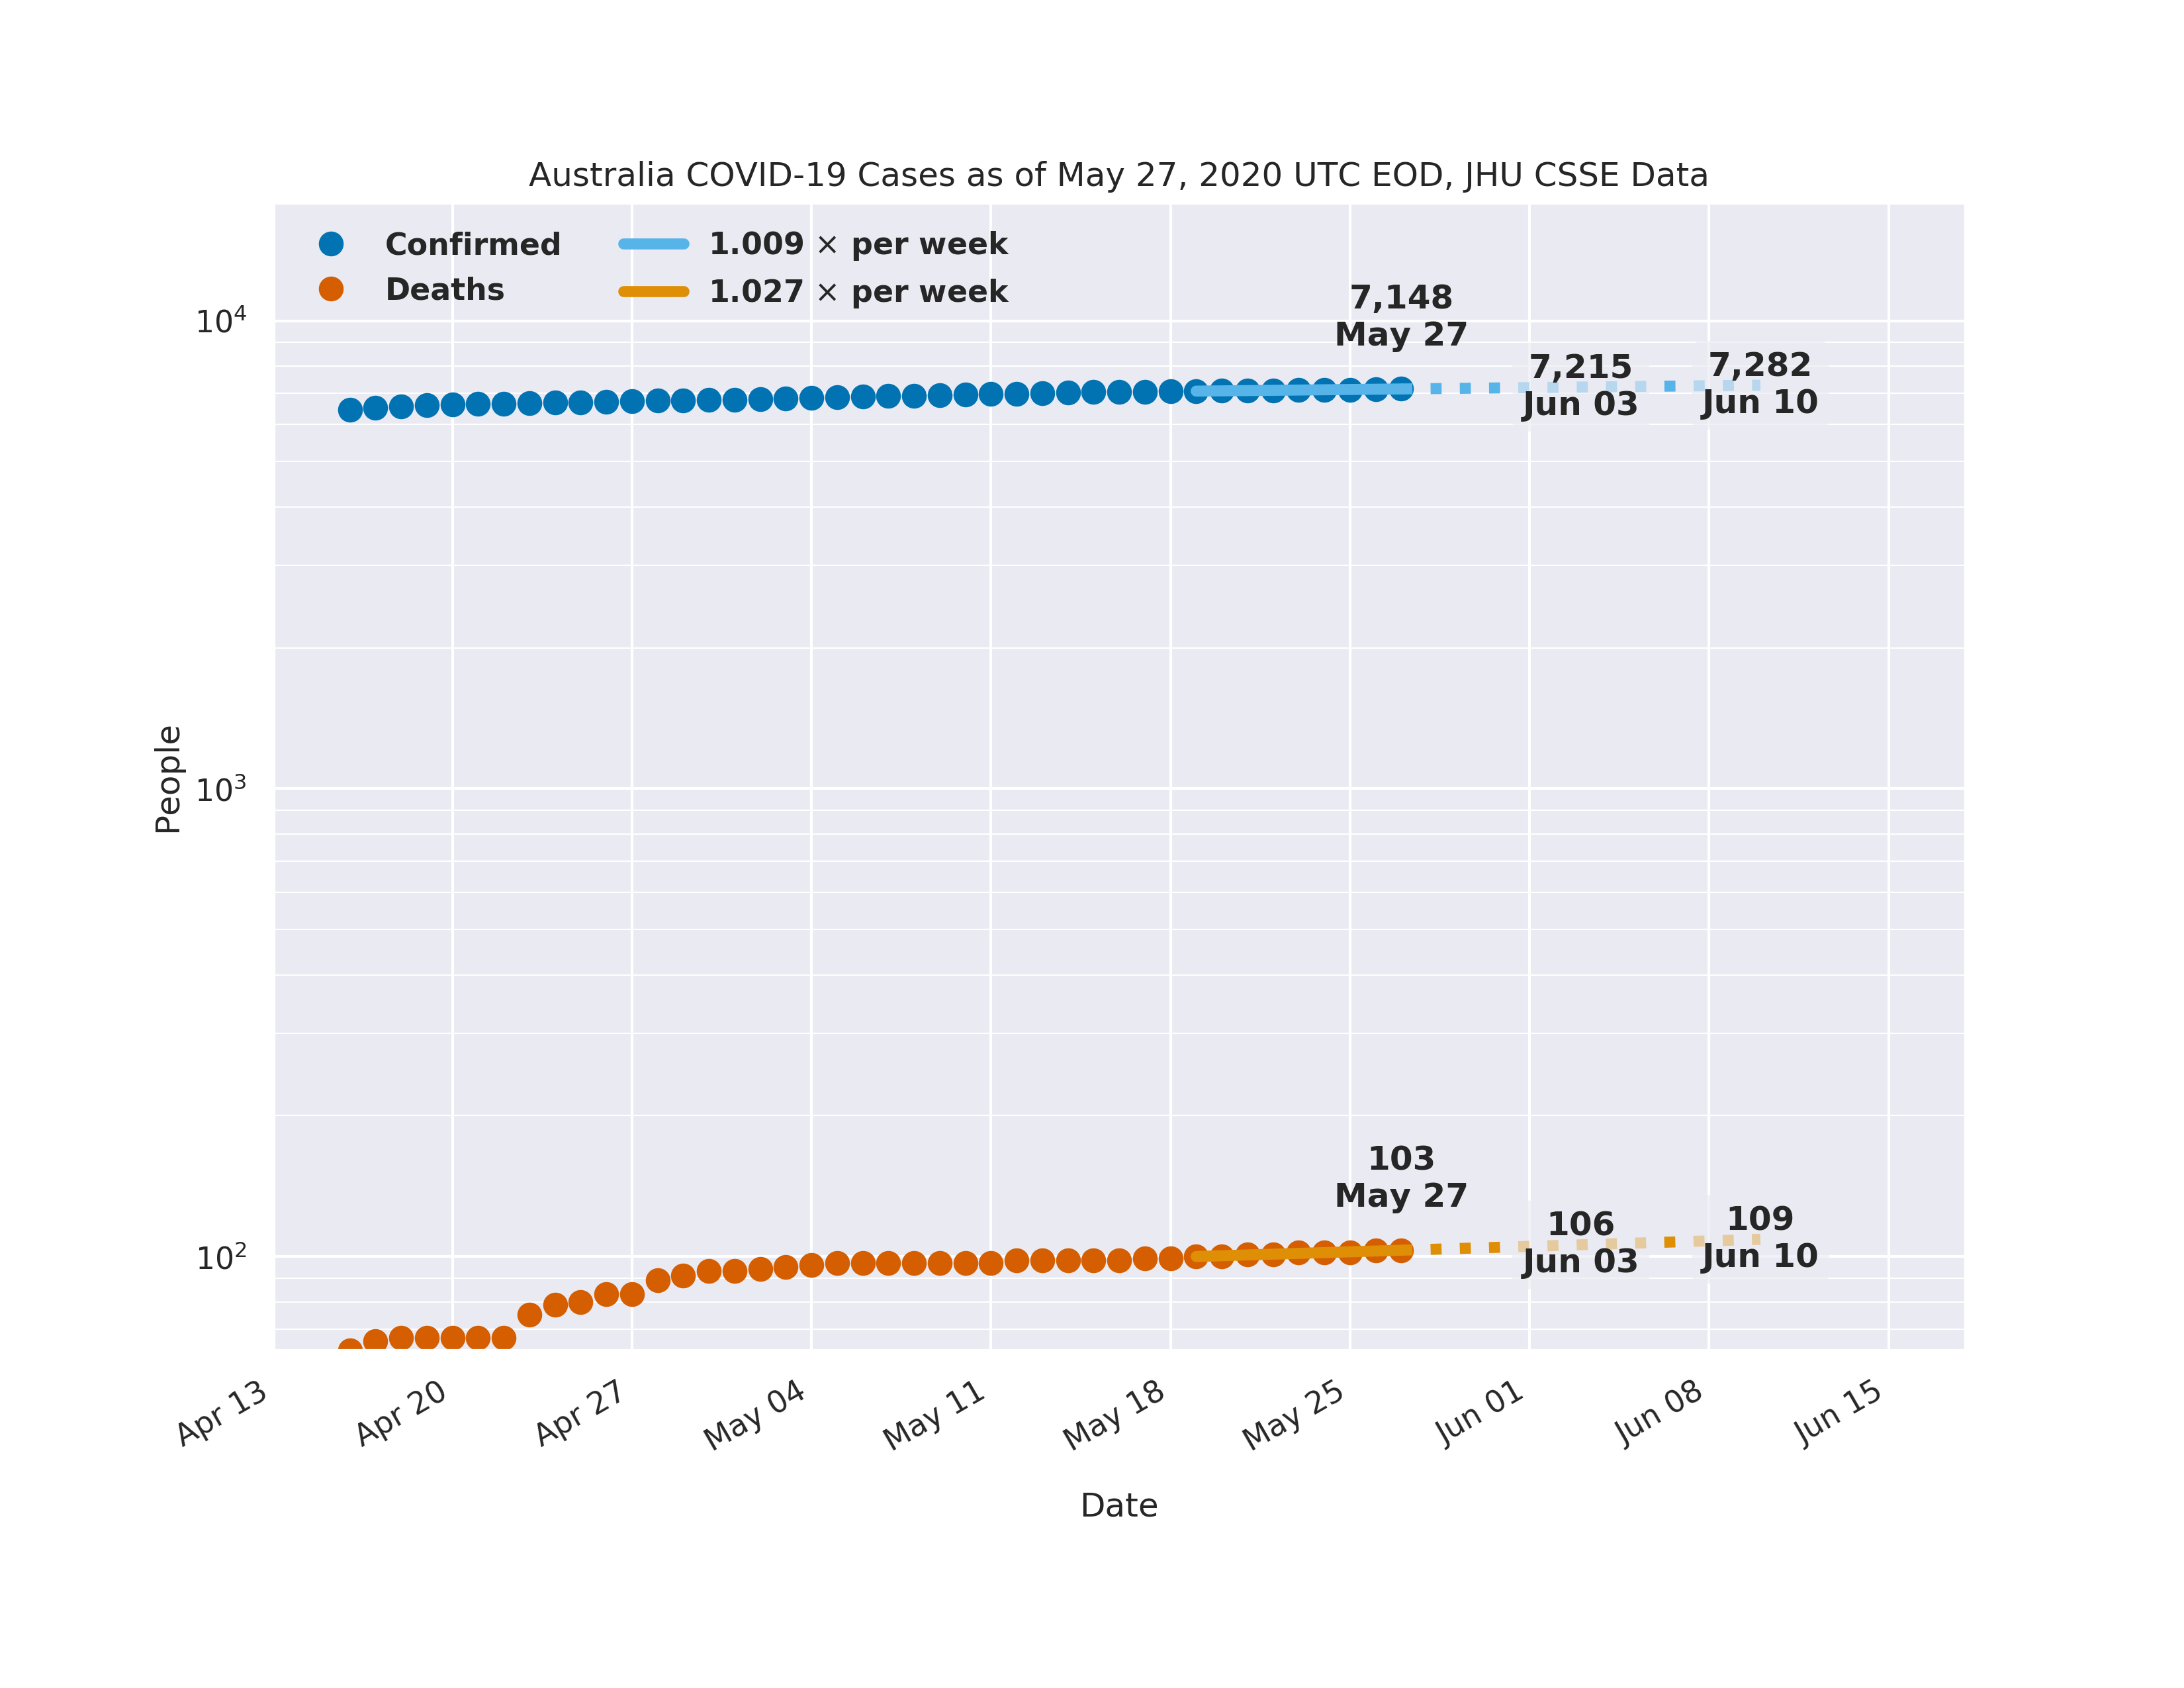 Australia COVID-19 Cases as of May 27, 2020 UTC EOD, JHU CSSE Data
Confirmed
Deaths
1.009 × per week
1.027 × per week
7,148
May 27
7,215
Jun 03
7,282
Jun 10
103
May 27
106
Jun 03
109
Jun 10
10⁴
10³
10²
People
Apr 13
Apr 20
Apr 27
May 04
May 11
May 18
May 25
Jun 01
Jun 08
Jun 15
Date